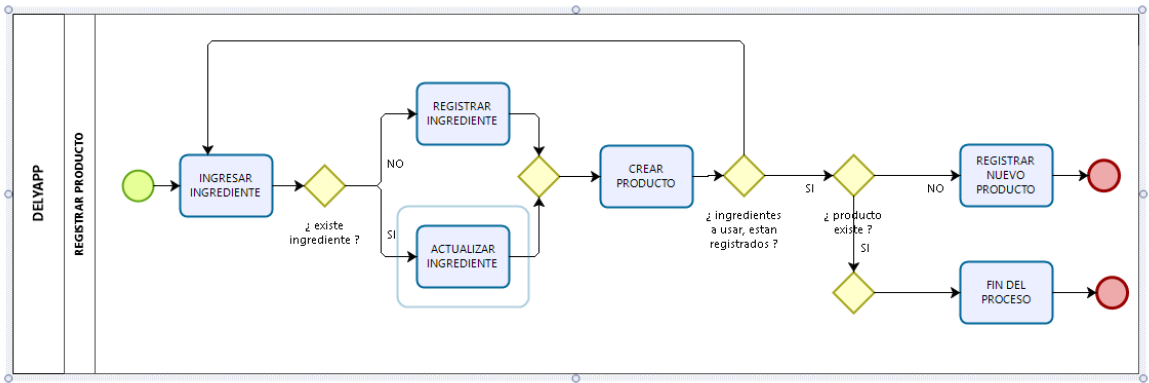 DELYAPP
REGISTRAR PRODUCTO
INGRESAR
INGREDIENTE
¿ existe
ingrediente ?
NO
SI
REGISTRAR
INGREDIENTE
ACTUALIZAR
INGREDIENTE
CREAR
PRODUCTO
¿ ingredientes
a usar, estan
registrados ?
SI
¿ producto
existe ?
NO
SI
REGISTRAR
NUEVO
PRODUCTO
FIN DEL
PROCESO